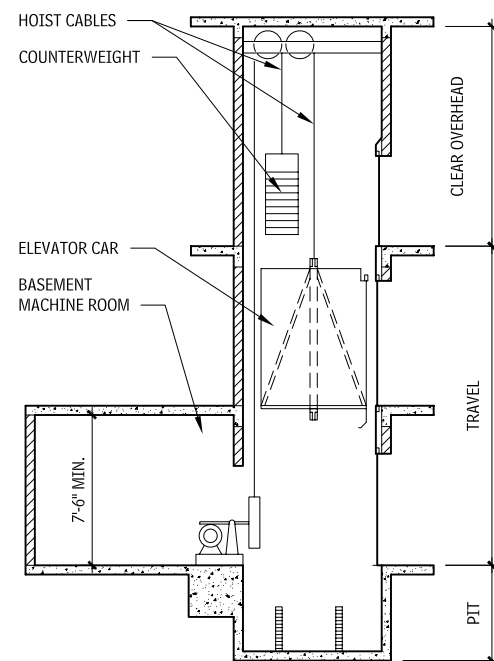 HOIST CABLES
COUNTERWEIGHT
CLEAR OVERHEAD
ELEVATOR CAR
BASEMENT
MACHINE ROOM
TRAVEL
7'-6" MIN.
PIT